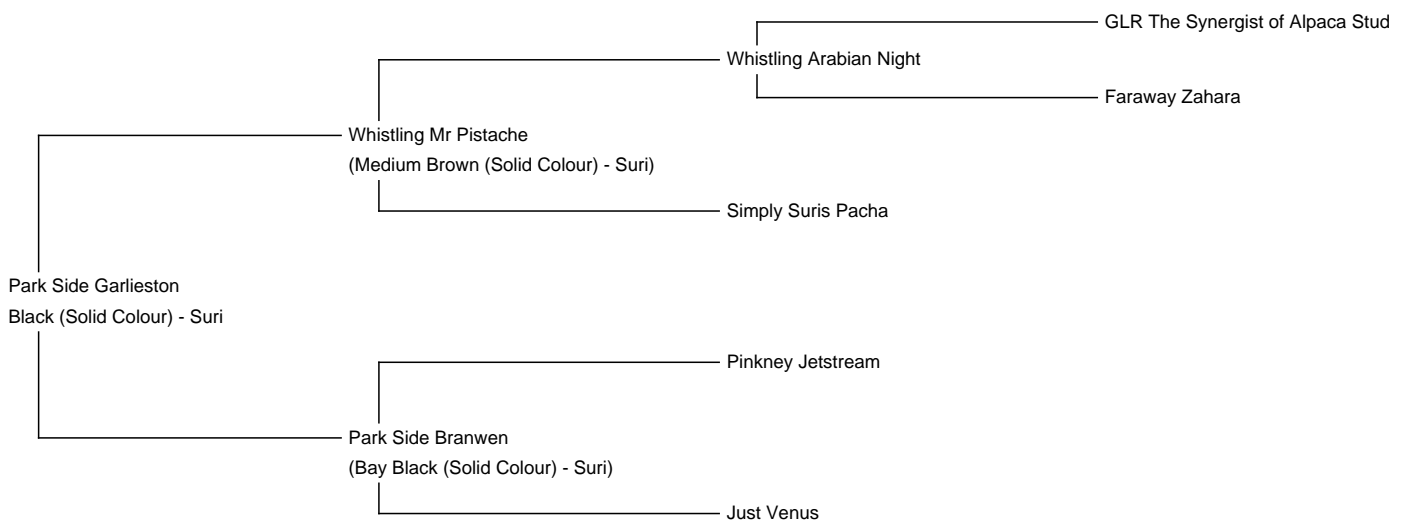 GLR The Synergist of Alpaca Stud
Whistling Arabian Night
Faraway Zahara
Whistling Mr Pistache
(Medium Brown (Solid Colour) - Suri)
Simply Suris Pacha
Park Side Garlieston
Black (Solid Colour) - Suri
Pinkney Jetstream
Park Side Branwen
(Bay Black (Solid Colour) - Suri)
Just Venus